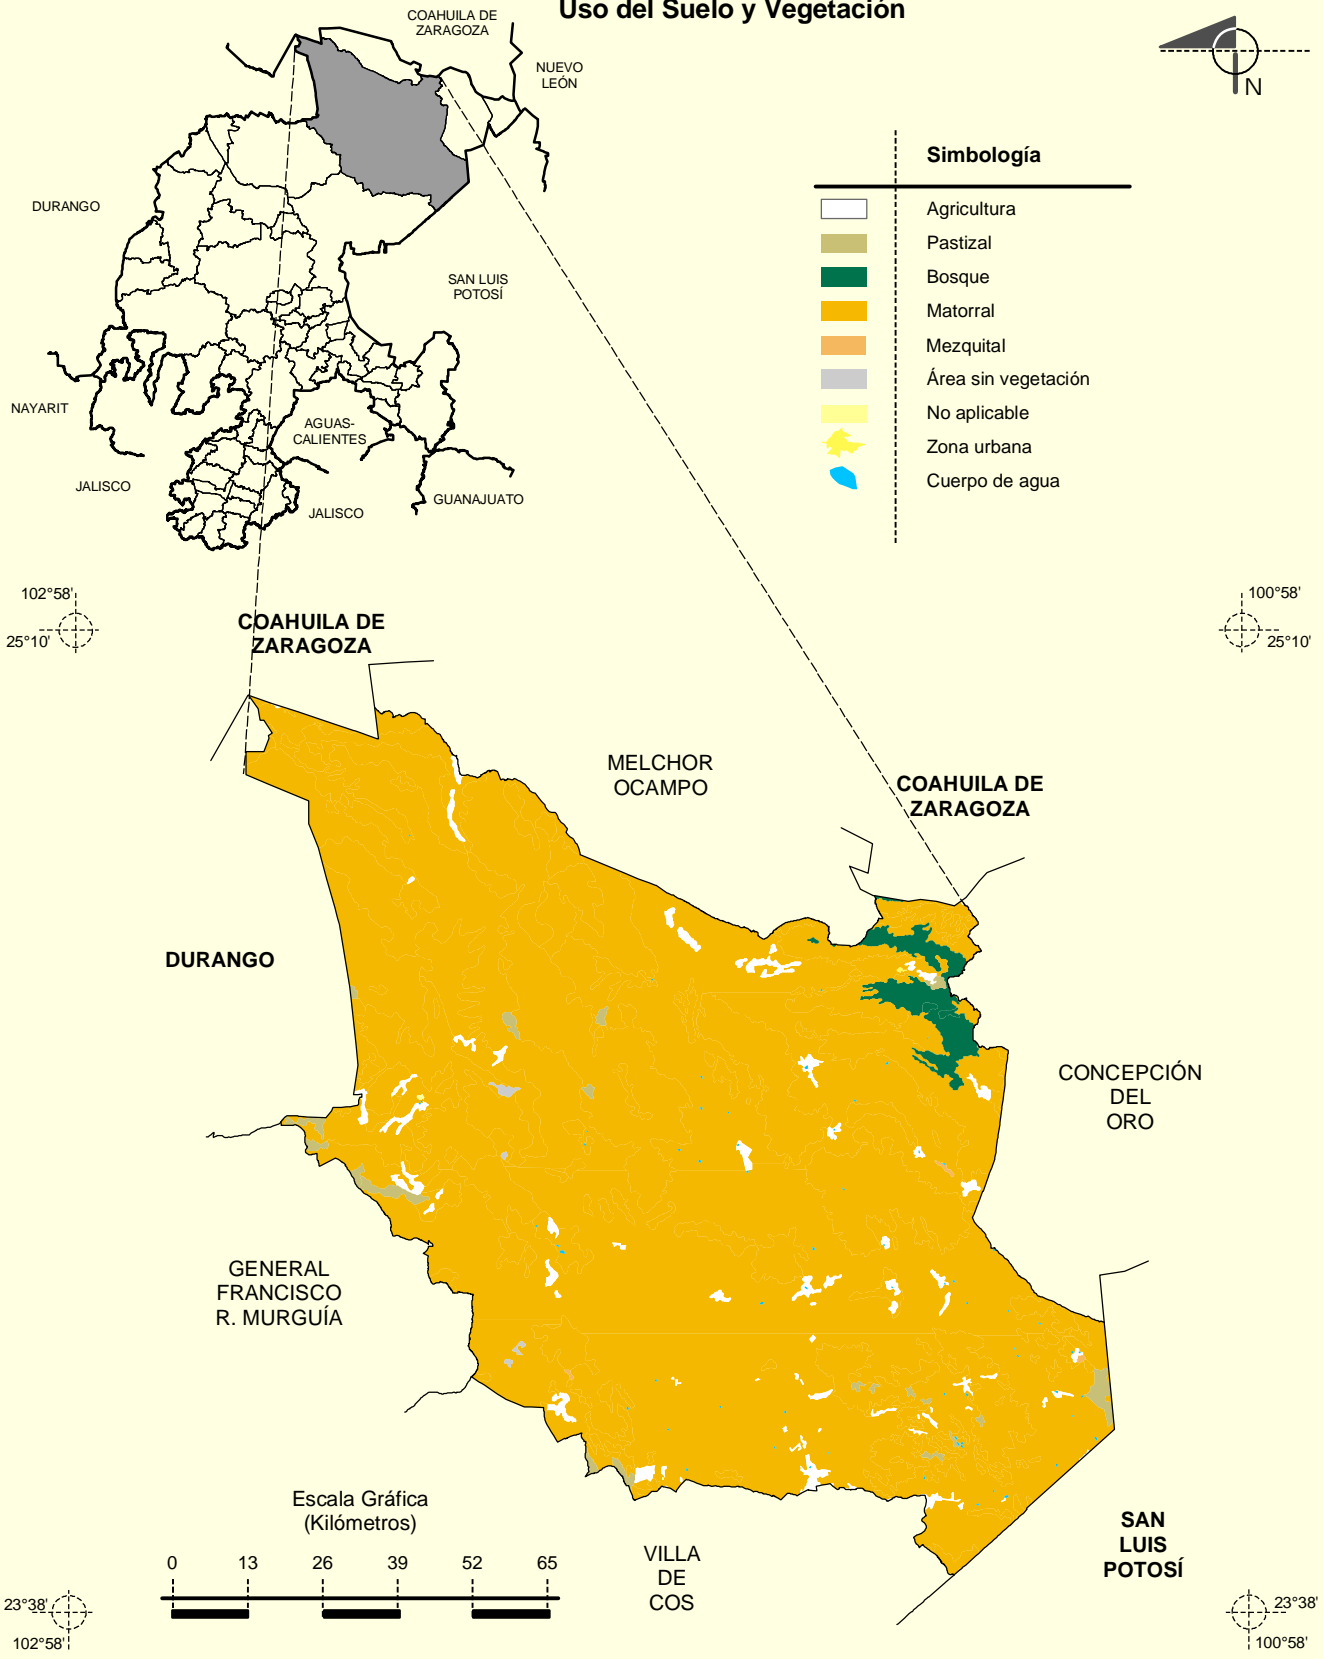 Uso del Suelo y Vegetación
COAHUILA DE
ZARAGOZA
NUEVO
LEÓN
N
DURANGO
SAN LUIS
POTOSÍ
NAYARIT
AGUAS-
CALIENTES
JALISCO
JALISCO
GUANAJUATO
Simbología
Agricultura
Pastizal
Bosque
Matorral
Mezquital
Área sin vegetación
No aplicable
Zona urbana
Cuerpo de agua
102°58'
25°10'
100°58'
25°10'
COAHUILA DE
ZARAGOZA
MELCHOR
OCAMPO
COAHUILA DE
ZARAGOZA
DURANGO
CONCEPCIÓN
DEL
ORO
GENERAL
FRANCISCO
R. MURGUÍA
Escala Gráfica
(Kilómetros)
0 13 26 39 52 65
VILLA
DE
COS
SAN
LUIS
POTOSÍ
23°38'
102°58'
23°38'
100°58'